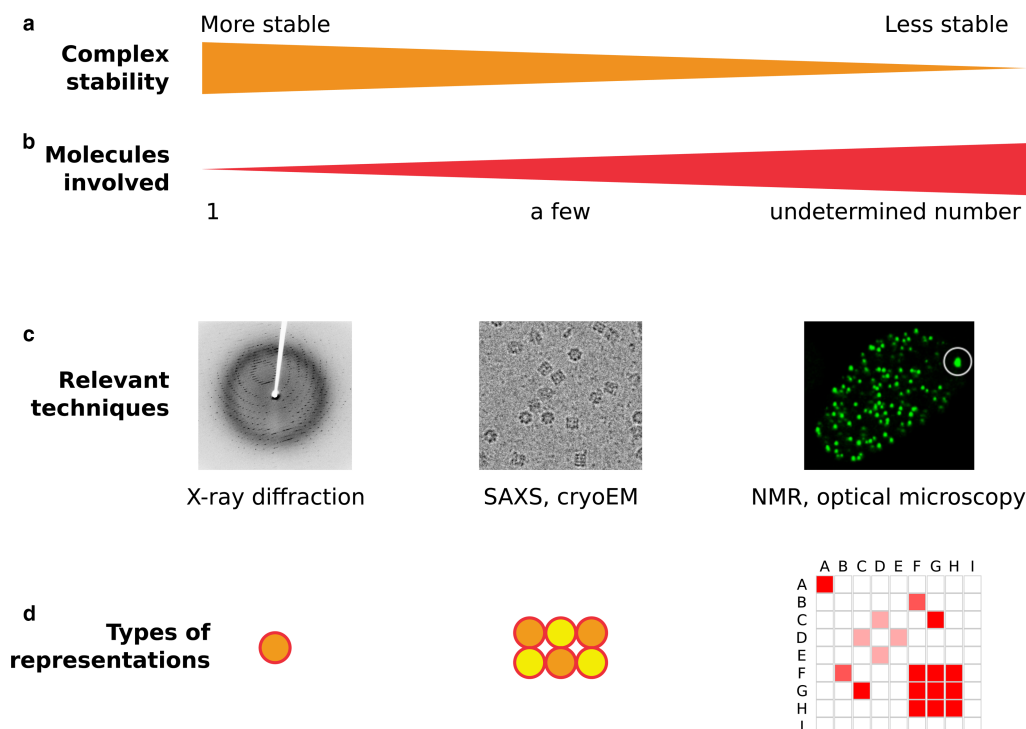 a
More stable
Less stable
Complex
stability
b
Molecules
involved
1
a few
undetermined number
c
Relevant
techniques
X-ray diffraction
SAXS, cryoEM
NMR, optical microscopy
d
Types of
representations
A B C D E F G H I
A
B
C
D
E
F
G
H
I